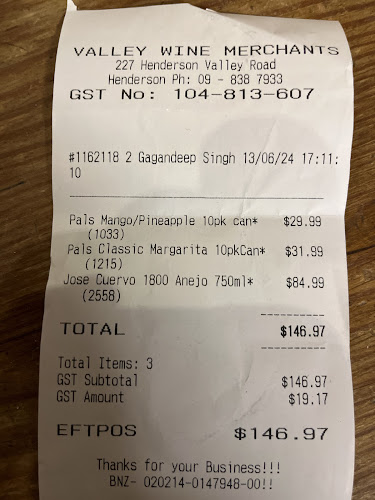 VALLEY WINE MERCHANTS
227 Henderson Valley Road
Henderson Ph: 09 - 838 7933
GST No: 104-813-607
#1162118 2 Gagandeep Singh 13/06/24 17:11:
10
Pals Mango/Pineapple 10pk can* $29.99
(1033)
Pals Classic Margarita 10pkCan* $31.99
(1215)
Jose Cuervo 1800 Anejo 750ml* $84.99
(2558)
TOTAL $146.97
Total Items: 3
GST Subtotal $146.97
GST Amount $19.17
EFTPOS $146.97
Thanks for your Business!!!
BNZ- 020214-0147948-00!!